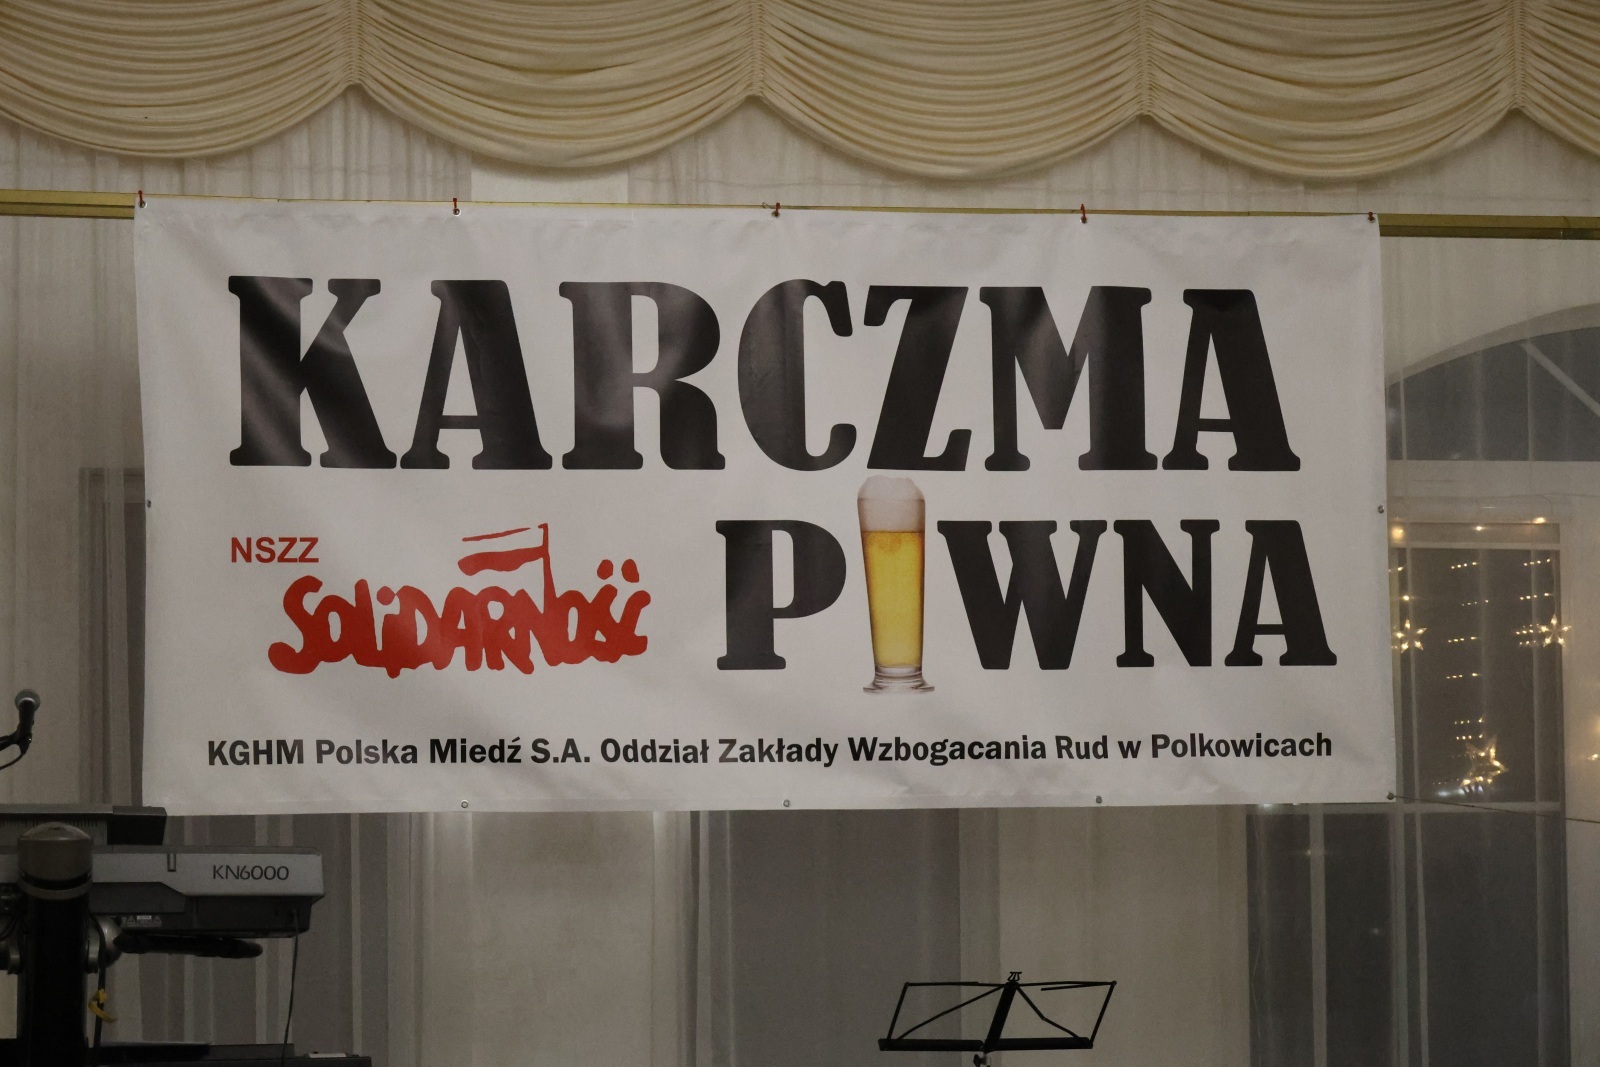 KARCZMA
PIWNA
NSZZ
SOLiDARNOŚĆ
KGHM Polska Miedź S.A. Oddział Zakłady Wzbogacania Rud w Polkowicach
KN6000